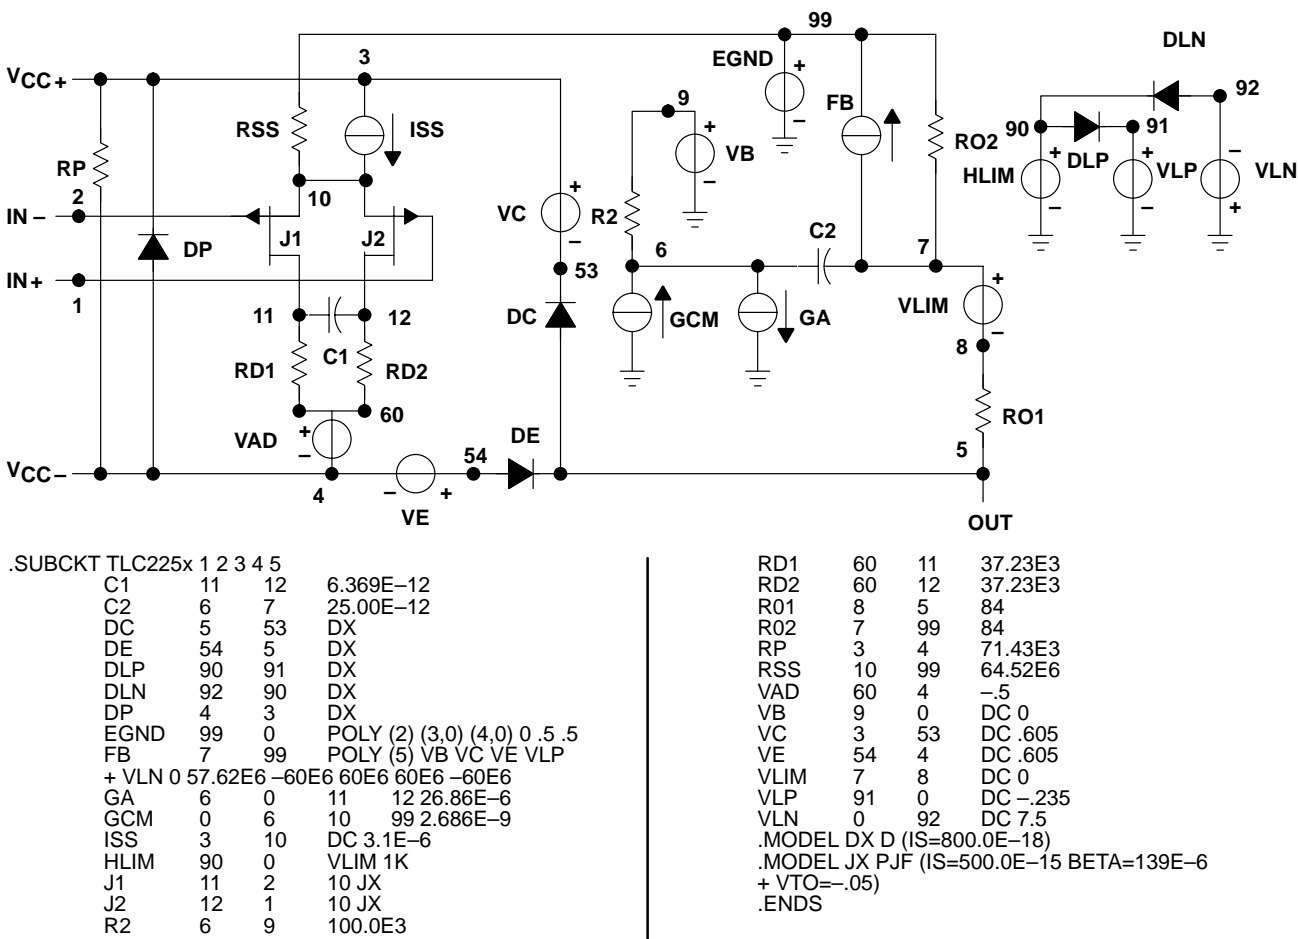 99
DLN
3
EGND
+
VCC+
92
9
FB
–
RSS
ISS
+
VB
–
90
91
RO2
–
RP
DLP
+
+
HLIM
VLP
VLN
10
2
VC
+
R2
–
–
+
IN–
J1
J2
C2
DP
–
6
7
IN+
53
+
1
DC
GCM
GA
VLIM
11
12
–
C1
8
RD1
RD2
60
RO1
VAD
+
–
DE
5
54
VCC–
4
–
+
VE
OUT
.SUBCKT TLC225x 1 2 3 4 5
C1 11 12 6.369E–12
C2 6 7 25.00E–12
DC 5 53 DX
DE 54 5 DX
DLP 90 91 DX
DLN 92 90 DX
DP 4 3 DX
EGND 99 0 POLY (2) (3,0) (4,0) 0 .5 .5
FB 7 99 POLY (5) VB VC VE VLP
+ VLN 0 57.62E6 –60E6 60E6 60E6 –60E6
GA 6 0 11 12 26.86E–6
GCM 0 6 10 99 2.686E–9
ISS 3 10 DC 3.1E–6
HLIM 90 0 VLIM 1K
J1 11 2 10 JX
J2 12 1 10 JX
R2 6 9 100.0E3
RD1 60 11 37.23E3
RD2 60 12 37.23E3
R01 8 5 84
R02 7 99 84
RP 3 4 71.43E3
RSS 10 99 64.52E6
VAD 60 4 –.5
VB 9 0 DC 0
VC 3 53 DC .605
VE 54 4 DC .605
VLIM 7 8 DC 0
VLP 91 0 DC –.235
VLN 0 92 DC 7.5
.MODEL DX D (IS=800.0E–18)
.MODEL JX PJF (IS=500.0E–15 BETA=139E–6
+ VTO=–.05)
.ENDS